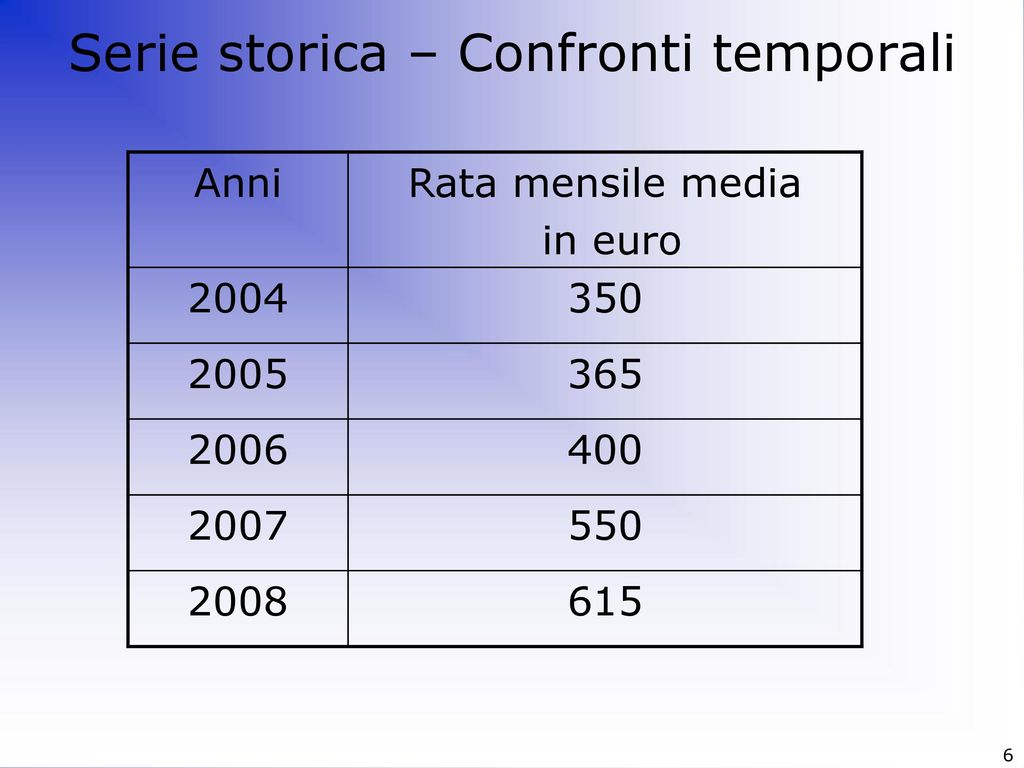 Serie storica – Confronti temporali
Anni Rata mensile media
in euro
2004 350
2005 365
2006 400
2007 550
2008 615
6